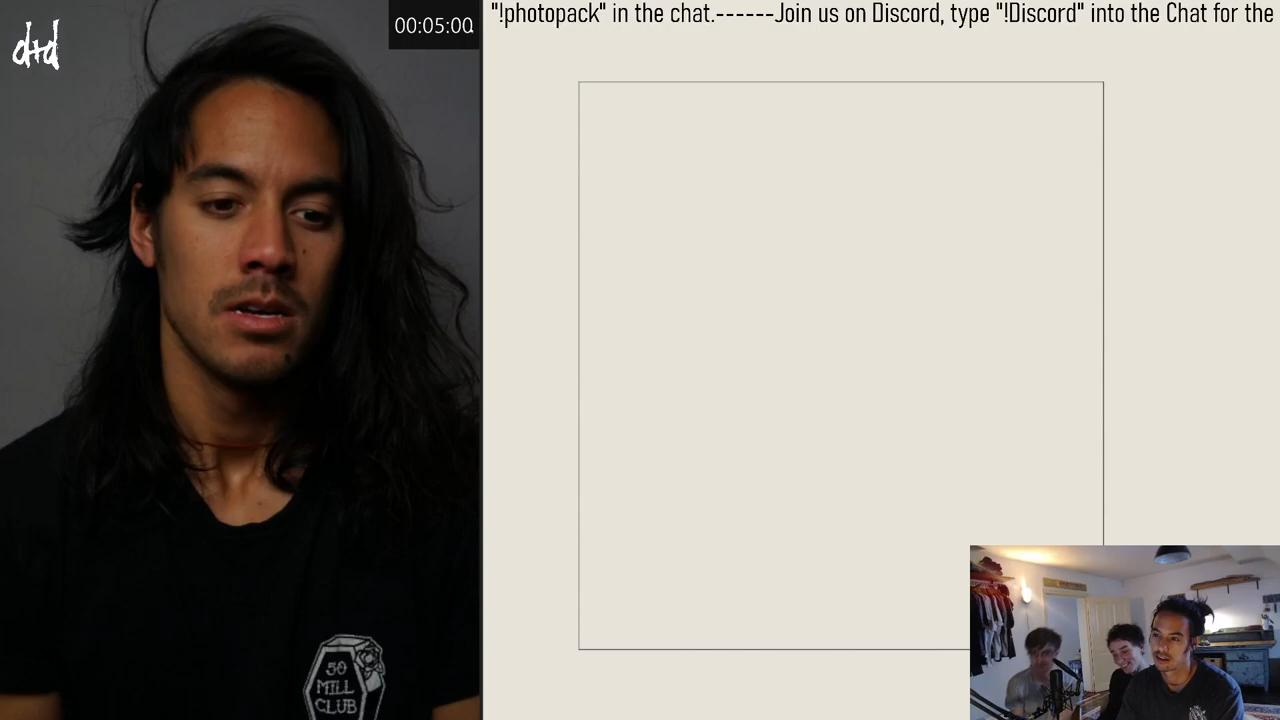 d+d
00:05:00
"!photopack" in the chat.------Join us on Discord, type "!Discord" into the Chat for the
50
MILL
CLUB